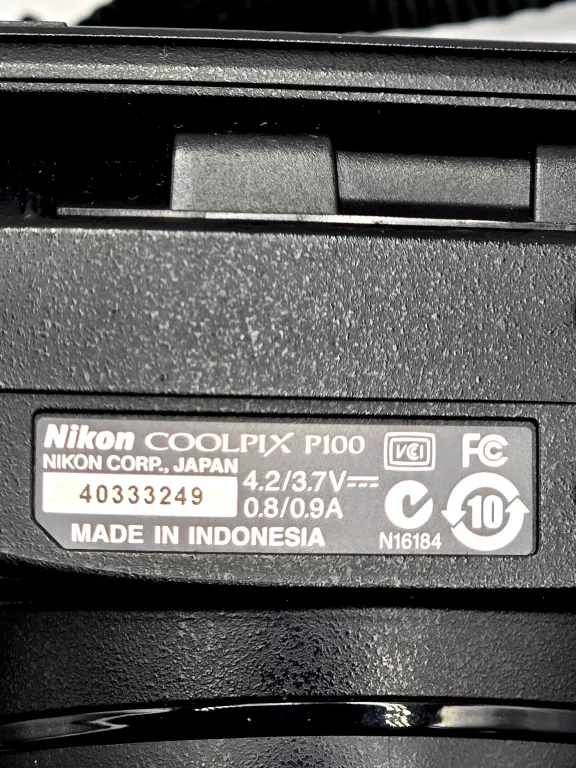 Nikon COOLPIX P100
NIKON CORP., JAPAN
40333249
4.2/3.7V
0.8/0.9A
MADE IN INDONESIA
VCCI
FC
N16184
10